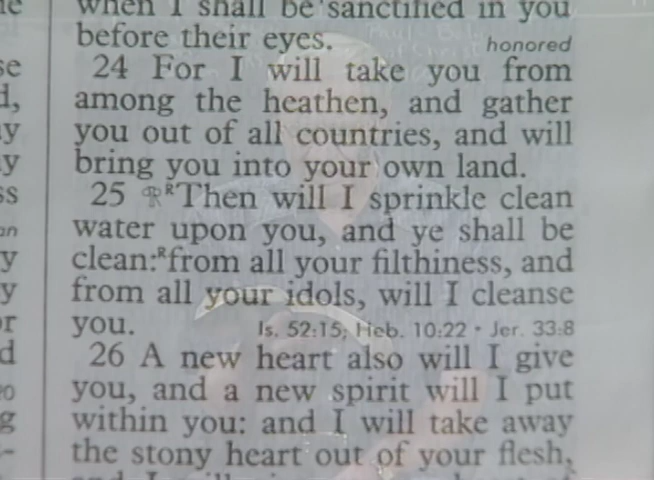 when I shall be sanctified in you
before their eyes. honored
24 For I will take you from
among the heathen, and gather
you out of all countries, and will
bring you into your own land.
25 ᴿThen will I sprinkle clean
water upon you, and ye shall be
clean:ᴿfrom all your filthiness, and
from all your idols, will I cleanse
you. Is. 52:15; Heb. 10:22 · Jer. 33:8
26 A new heart also will I give
you, and a new spirit will I put
within you: and I will take away
the stony heart out of your flesh,